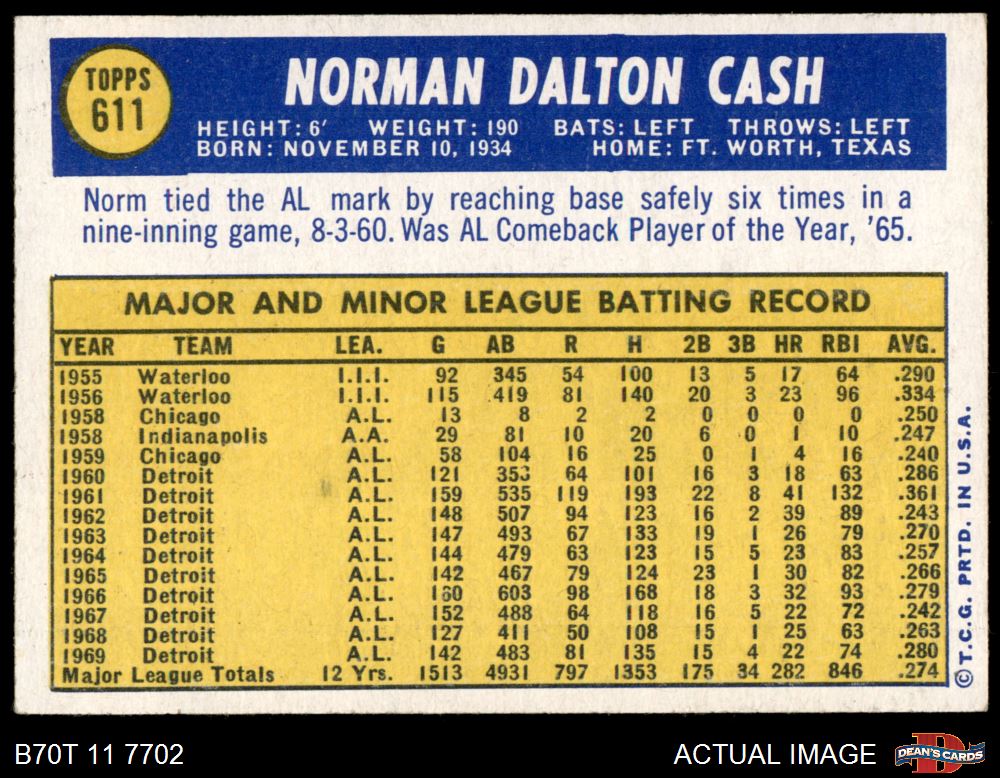 TOPPS
611
NORMAN DALTON CASH
HEIGHT: 6' WEIGHT: 190 BATS: LEFT THROWS: LEFT
BORN: NOVEMBER 10, 1934 HOME: FT. WORTH, TEXAS
Norm tied the AL mark by reaching base safely six times in a
nine-inning game, 8-3-60. Was AL Comeback Player of the Year, '65.
MAJOR AND MINOR LEAGUE BATTING RECORD
YEAR TEAM LEA. G AB R H 2B 3B HR RBI AVG.
1955 Waterloo I.I.I. 92 345 54 100 13 5 17 64 .290
1956 Waterloo I.I.I. 115 419 81 140 20 3 23 96 .334
1958 Chicago A.L. 13 8 2 2 0 0 0 0 .250
1958 Indianapolis A.A. 29 81 10 20 6 0 1 10 .247
1959 Chicago A.L. 58 104 16 25 0 1 4 16 .240
1960 Detroit A.L. 121 353 64 101 16 3 18 63 .286
1961 Detroit A.L. 159 535 119 193 22 8 41 132 .361
1962 Detroit A.L. 148 507 94 123 16 2 39 89 .243
1963 Detroit A.L. 147 493 67 133 19 1 26 79 .270
1964 Detroit A.L. 144 479 63 123 15 5 23 83 .257
1965 Detroit A.L. 142 467 79 124 23 1 30 82 .266
1966 Detroit A.L. 160 603 98 168 18 3 32 93 .279
1967 Detroit A.L. 152 488 64 118 16 5 22 72 .242
1968 Detroit A.L. 127 411 50 108 15 1 25 63 .263
1969 Detroit A.L. 142 483 81 135 15 4 22 74 .280
Major League Totals 12 Yrs. 1513 4931 797 1353 175 34 282 846 .274
© T.C.G. PRTD. IN U.S.A.
B70T 11 7702 ACTUAL IMAGE
DEAN'S CARDS